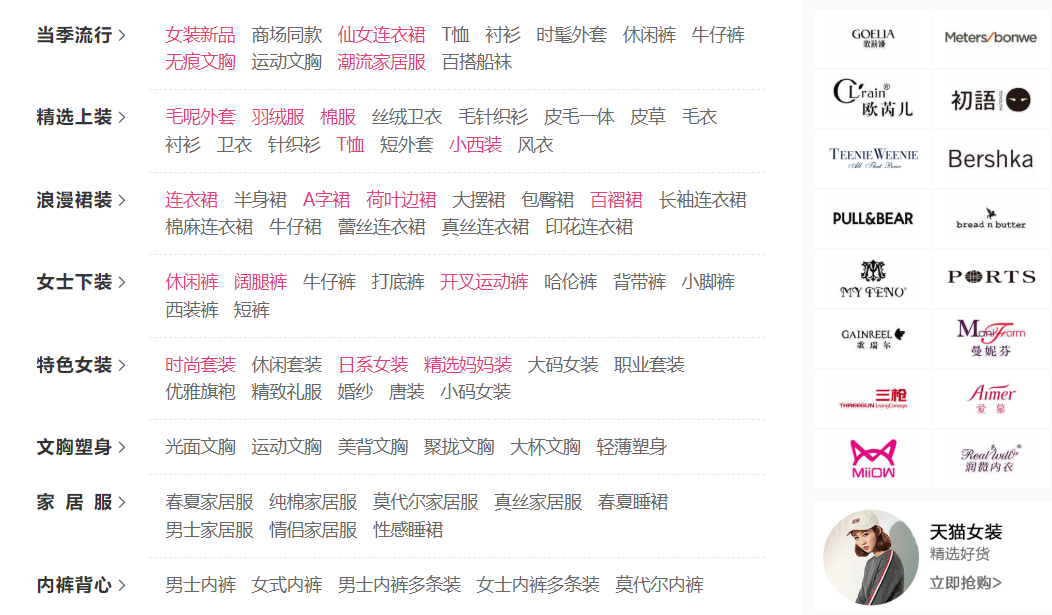 当季流行 > 女装新品 商场同款 仙女连衣裙 T恤 衬衫 时髦外套 休闲裤 牛仔裤
无痕文胸 运动文胸 潮流家居服 百搭船袜
精选上装 > 毛呢外套 羽绒服 棉服 丝绒卫衣 毛针织衫 皮毛一体 皮草 毛衣
衬衫 卫衣 针织衫 T恤 短外套 小西装 风衣
浪漫裙装 > 连衣裙 半身裙 A字裙 荷叶边裙 大摆裙 包臀裙 百褶裙 长袖连衣裙
棉麻连衣裙 牛仔裙 蕾丝连衣裙 真丝连衣裙 印花连衣裙
女士下装 > 休闲裤 阔腿裤 牛仔裤 打底裤 开叉运动裤 哈伦裤 背带裤 小脚裤
西装裤 短裤
特色女装 > 时尚套装 休闲套装 日系女装 精选妈妈装 大码女装 职业套装
优雅旗袍 精致礼服 婚纱 唐装 小码女装
文胸塑身 > 光面文胸 运动文胸 美背文胸 聚拢文胸 大杯文胸 轻薄塑身
家居服 > 春夏家居服 纯棉家居服 莫代尔家居服 真丝家居服 春夏睡裙
男士家居服 情侣家居服 性感睡裙
内裤背心 > 男士内裤 女式内裤 男士内裤多条装 女士内裤多条装 莫代尔内裤
GOELIA
歌莉娅
Meters/bonwe
CLrain®
欧芮儿
初語
TEENIE WEENIE
All That Bear
Bershka
PULL&BEAR
bread n butter
MY TENO®
PORTS
GAINREEL
歌瑞尔
ManiForm
曼妮芬
三枪
THREEGUN LivingConcept
Aimer
爱慕
MiiOW
Real will®
润微内衣
天猫女装
精选好货
立即抢购>